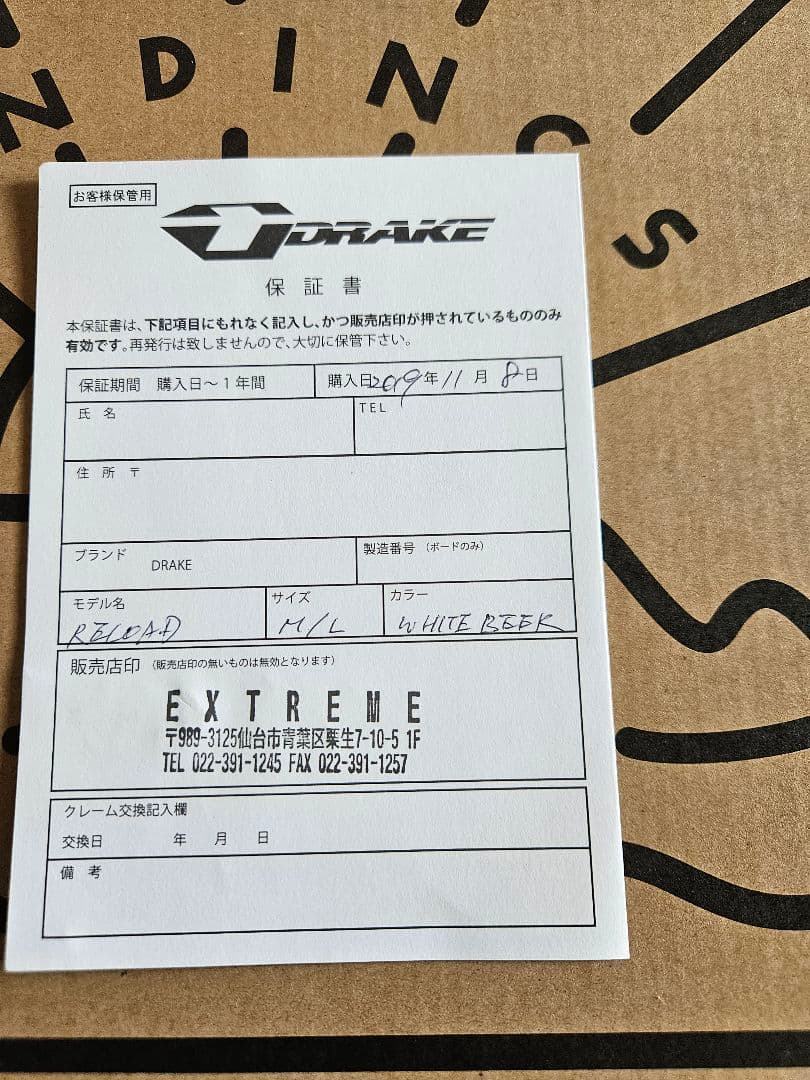 NDINGS
お客様保管用
DRAKE
保証書
本保証書は、下記項目にもれなく記入し、かつ販売店印が押されているもののみ
有効です。再発行は致しませんので、大切に保管下さい。
保証期間 購入日~1年間 購入日2019年11月8日
氏名 TEL
住所 〒
ブランド DRAKE 製造番号 (ボードのみ)
モデル名 RELOAD サイズ M/L カラー WHITE BEER
販売店印 (販売店印の無いものは無効となります)
EXTREME
〒989-3125仙台市青葉区栗生7-10-5 1F
TEL 022-391-1245 FAX 022-391-1257
クレーム交換記入欄
交換日 年 月 日
備考